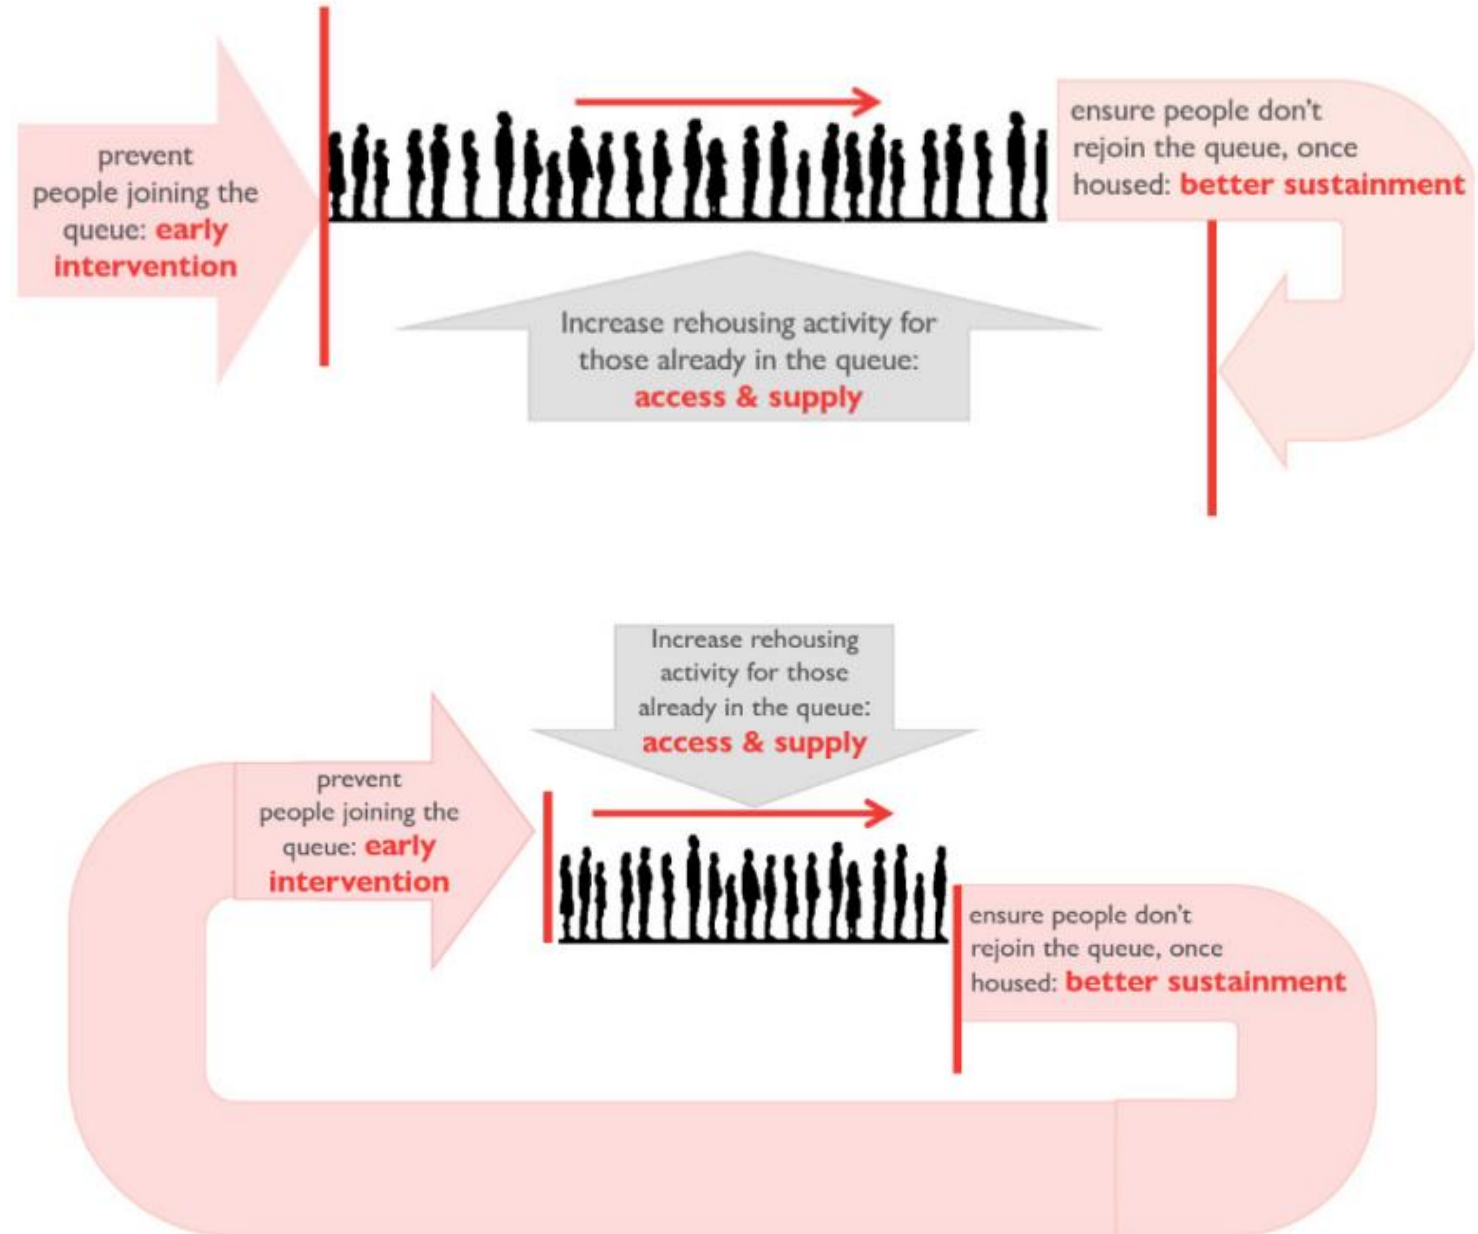 prevent
people joining the
queue: early
intervention
ensure people don't
rejoin the queue, once
housed: better sustainment
Increase rehousing activity for
those already in the queue:
access & supply
Increase rehousing
activity for those
already in the queue:
access & supply
prevent
people joining the
queue: early
intervention
ensure people don't
rejoin the queue, once
housed: better sustainment